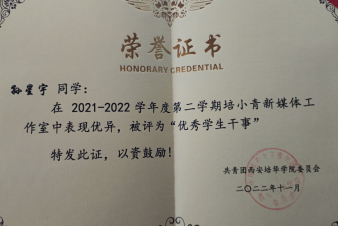 荣誉证书
HONORARY CREDENTIAL
孙星宇 同学：
在 2021-2022 学年度第二学期培小青新媒体工
作室中表现优异，被评为“优秀学生干事”
特发此证，以资鼓励！
共青团西安培华学院委员会
二〇二二年十一月